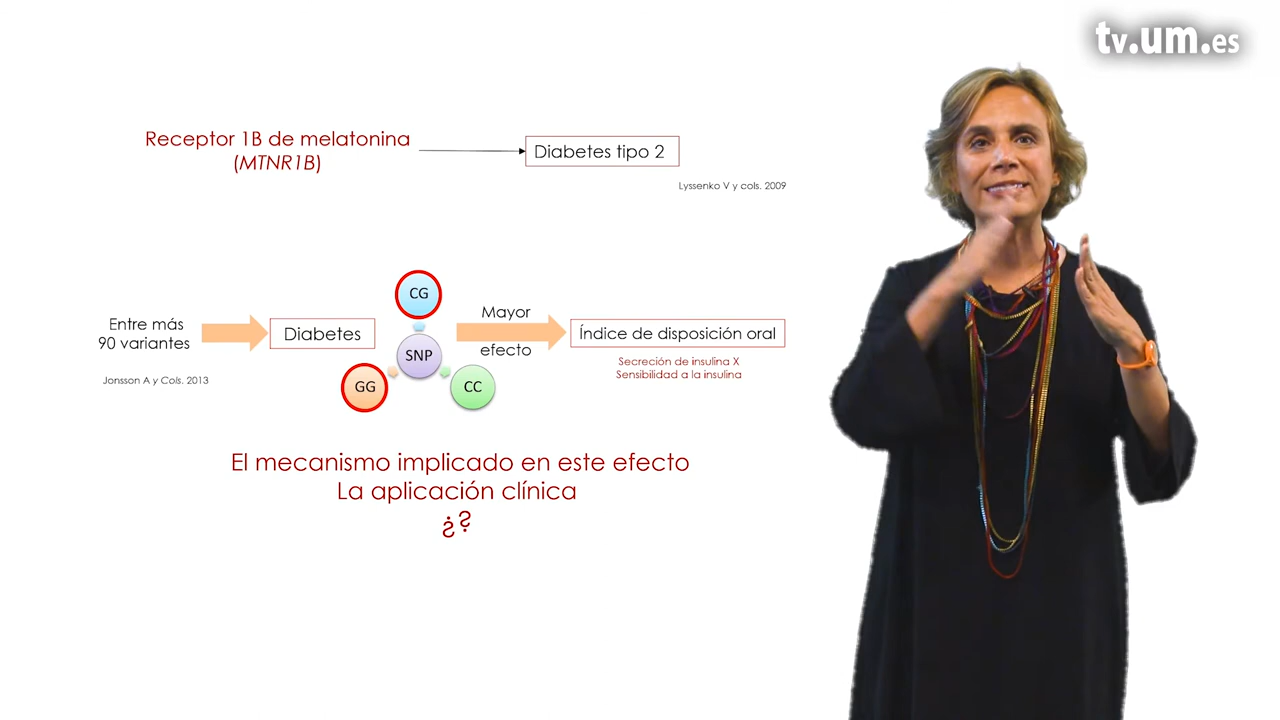 tv.um.es
Receptor 1B de melatonina
(MTNR1B)
Diabetes tipo 2
Lyssenko V y cols. 2009
Entre más
90 variantes
Jonsson A y Cols. 2013
Diabetes
CG
SNP
GG
CC
Mayor
efecto
Índice de disposición oral
Secreción de insulina X
Sensibilidad a la insulina
El mecanismo implicado en este efecto
La aplicación clínica
¿?